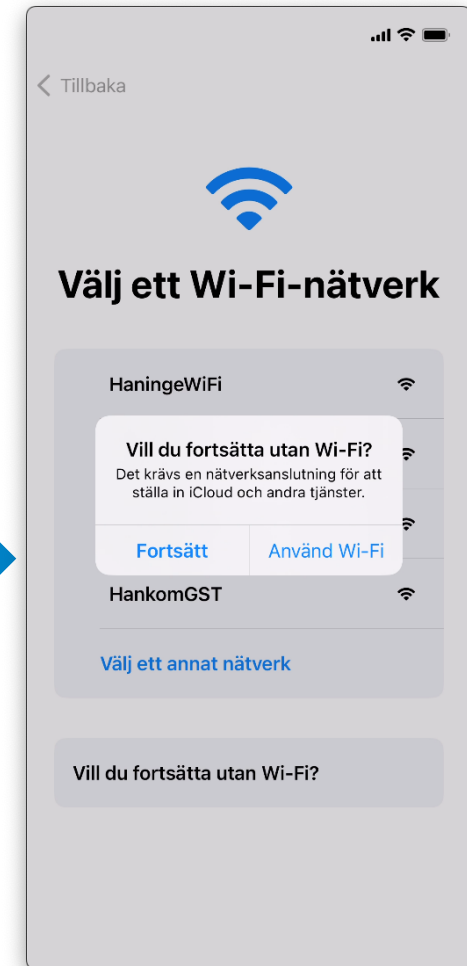 Tillbaka
Välj ett Wi-Fi-nätverk
HaningeWiFi
Vill du fortsätta utan Wi-Fi?
Det krävs en nätverksanslutning för att
ställa in iCloud och andra tjänster.
Fortsätt Använd Wi-Fi
HankomGST
Välj ett annat nätverk
Vill du fortsätta utan Wi-Fi?